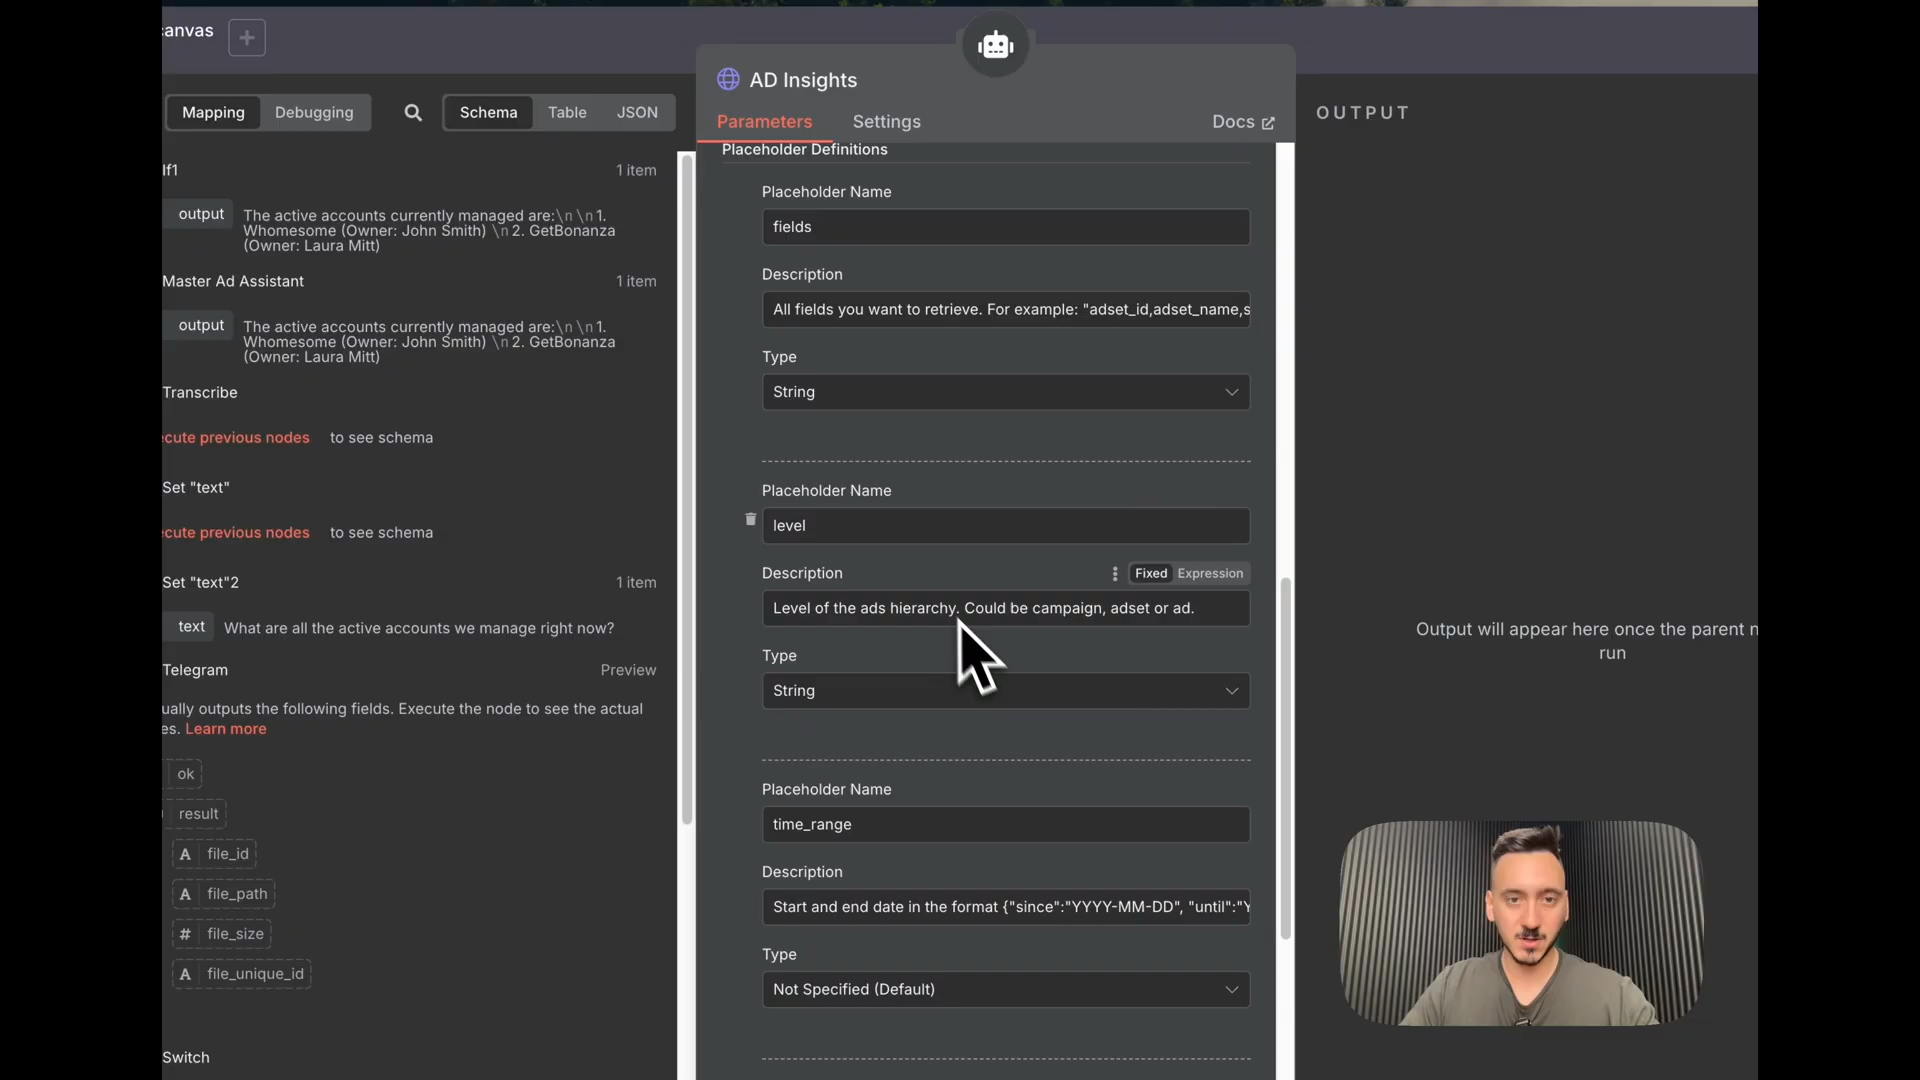 canvas
Mapping
Debugging
Schema
Table
JSON
If1
1 item
output
The active accounts currently managed are:\n \n 1.
Whomesome (Owner: John Smith) \n 2. GetBonanza
(Owner: Laura Mitt)
Master Ad Assistant
1 item
output
The active accounts currently managed are:\n \n 1.
Whomesome (Owner: John Smith) \n 2. GetBonanza
(Owner: Laura Mitt)
Transcribe
cute previous nodes to see schema
Set "text"
cute previous nodes to see schema
Set "text"2
1 item
text
What are all the active accounts we manage right now?
Telegram
Preview
ually outputs the following fields. Execute the node to see the actual
es. Learn more
ok
result
A file_id
A file_path
# file_size
A file_unique_id
Switch
AD Insights
Parameters
Settings
Docs
Placeholder Definitions
Placeholder Name
fields
Description
All fields you want to retrieve. For example: "adset_id,adset_name,s
Type
String
Placeholder Name
level
Description
Fixed
Expression
Level of the ads hierarchy. Could be campaign, adset or ad.
Type
String
Placeholder Name
time_range
Description
Start and end date in the format {"since":"YYYY-MM-DD", "until":"Y
Type
Not Specified (Default)
OUTPUT
Output will appear here once the parent n
run